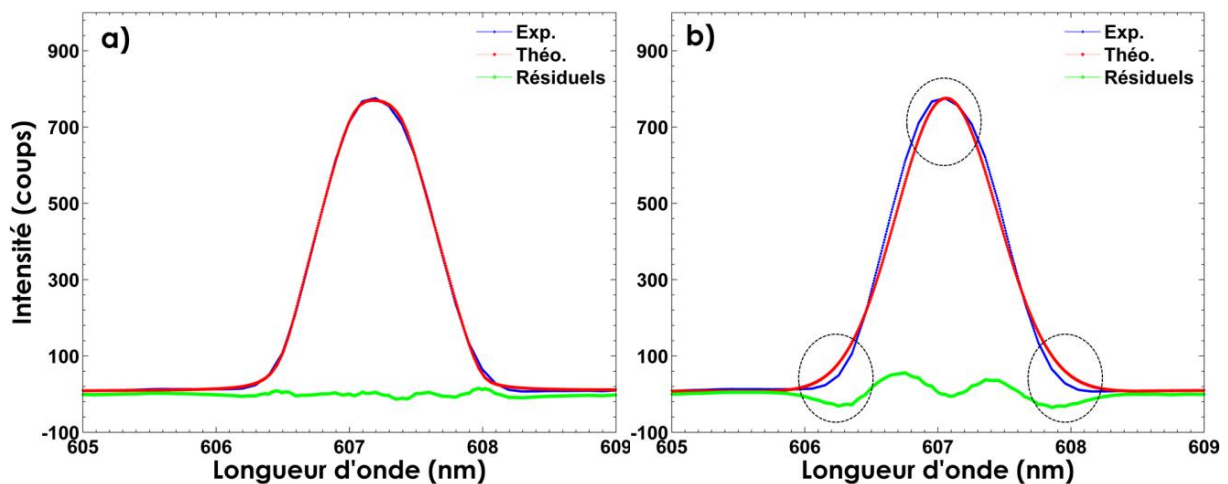 a)
Exp.
Théo.
Résiduels
900
700
500
300
100
-100
Intensité (coups)
605
606
607
608
609
Longueur d'onde (nm)
b)
Exp.
Théo.
Résiduels
900
700
500
300
100
-100
605
606
607
608
609
Longueur d'onde (nm)